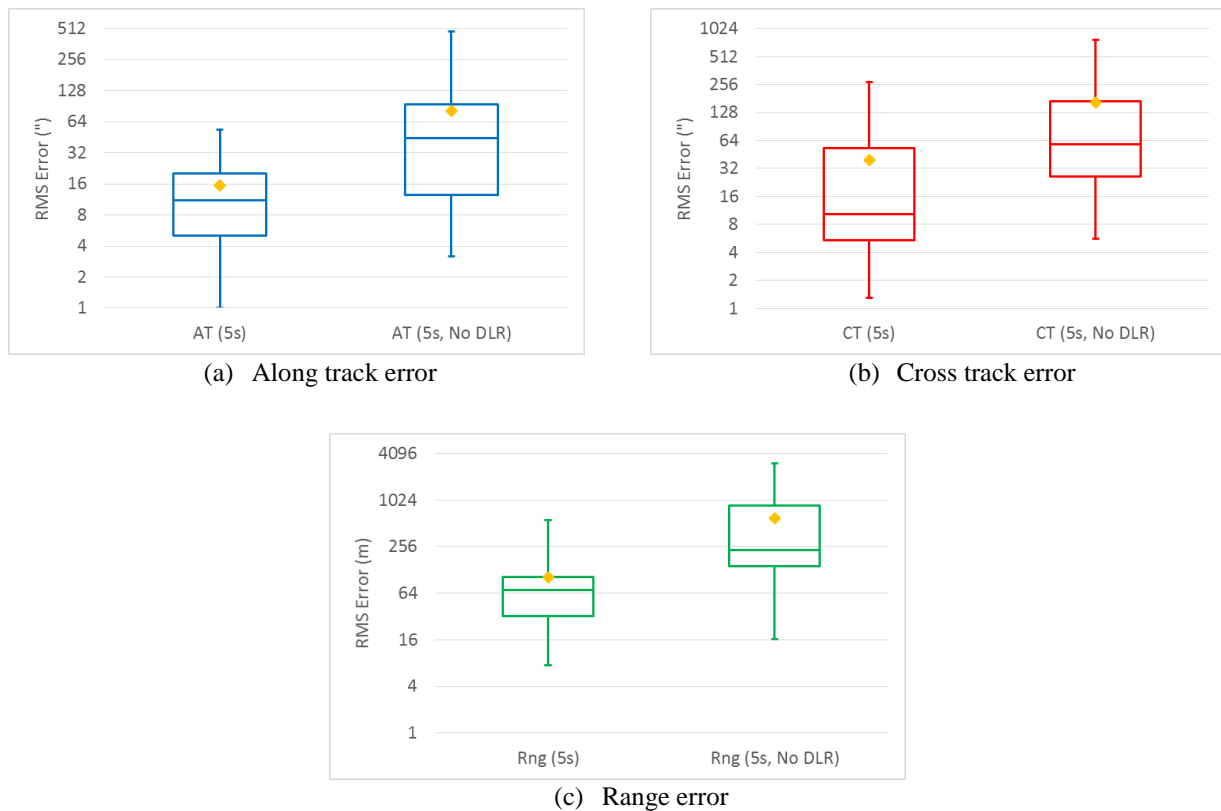 512
256
128
64
32
16
8
4
2
1
RMS Error (")
AT (5s)
AT (5s, No DLR)
(a) Along track error
1024
512
256
128
64
32
16
8
4
2
1
RMS Error (")
CT (5s)
CT (5s, No DLR)
(b) Cross track error
4096
1024
256
64
16
4
1
RMS Error (m)
Rng (5s)
Rng (5s, No DLR)
(c) Range error